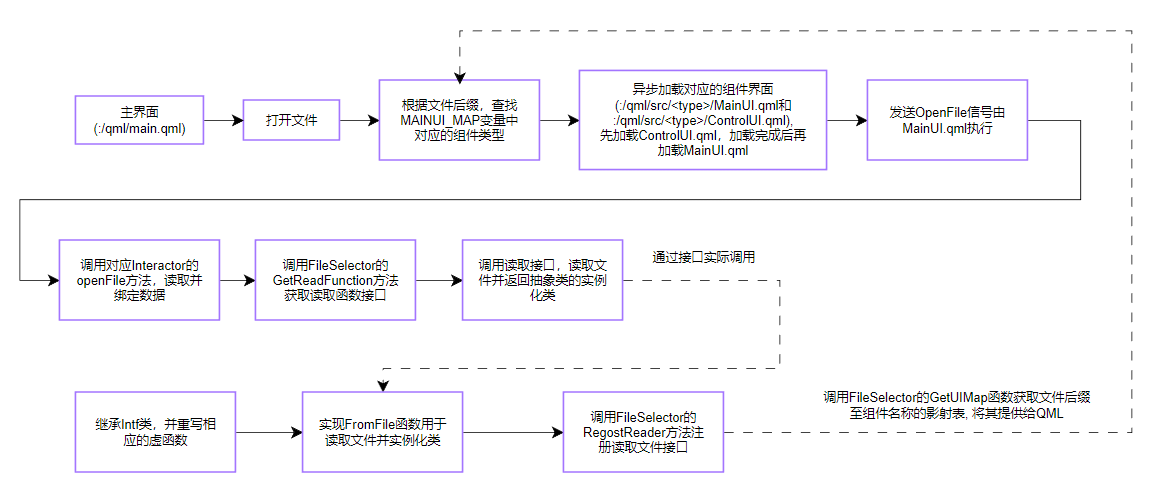 主界面
(:/qml/main.qml)
打开文件
根据文件后缀，查找
MAINUI_MAP变量中
对应的组件类型
异步加载对应的组件界面
(:/qml/src/<type>/MainUI.qml和
:/qml/src/<type>/ControlUI.qml),
先加载ControlUI.qml，加载完成后再
加载MainUI.qml
发送OpenFile信号由
MainUI.qml执行
调用对应Interactor的
openFile方法，读取并
绑定数据
调用FileSelector的
GetReadFunction方法
获取读取函数接口
调用读取接口，读取文
件并返回抽象类的实例
化类
通过接口实际调用
继承Intf类，并重写相
应的虚函数
实现FromFile函数用于
读取文件并实例化类
调用FileSelector的
RegostReader方法注
册读取文件接口
调用FileSelector的GetUIMap函数获取文件后缀
至组件名称的影射表, 将其提供给QML